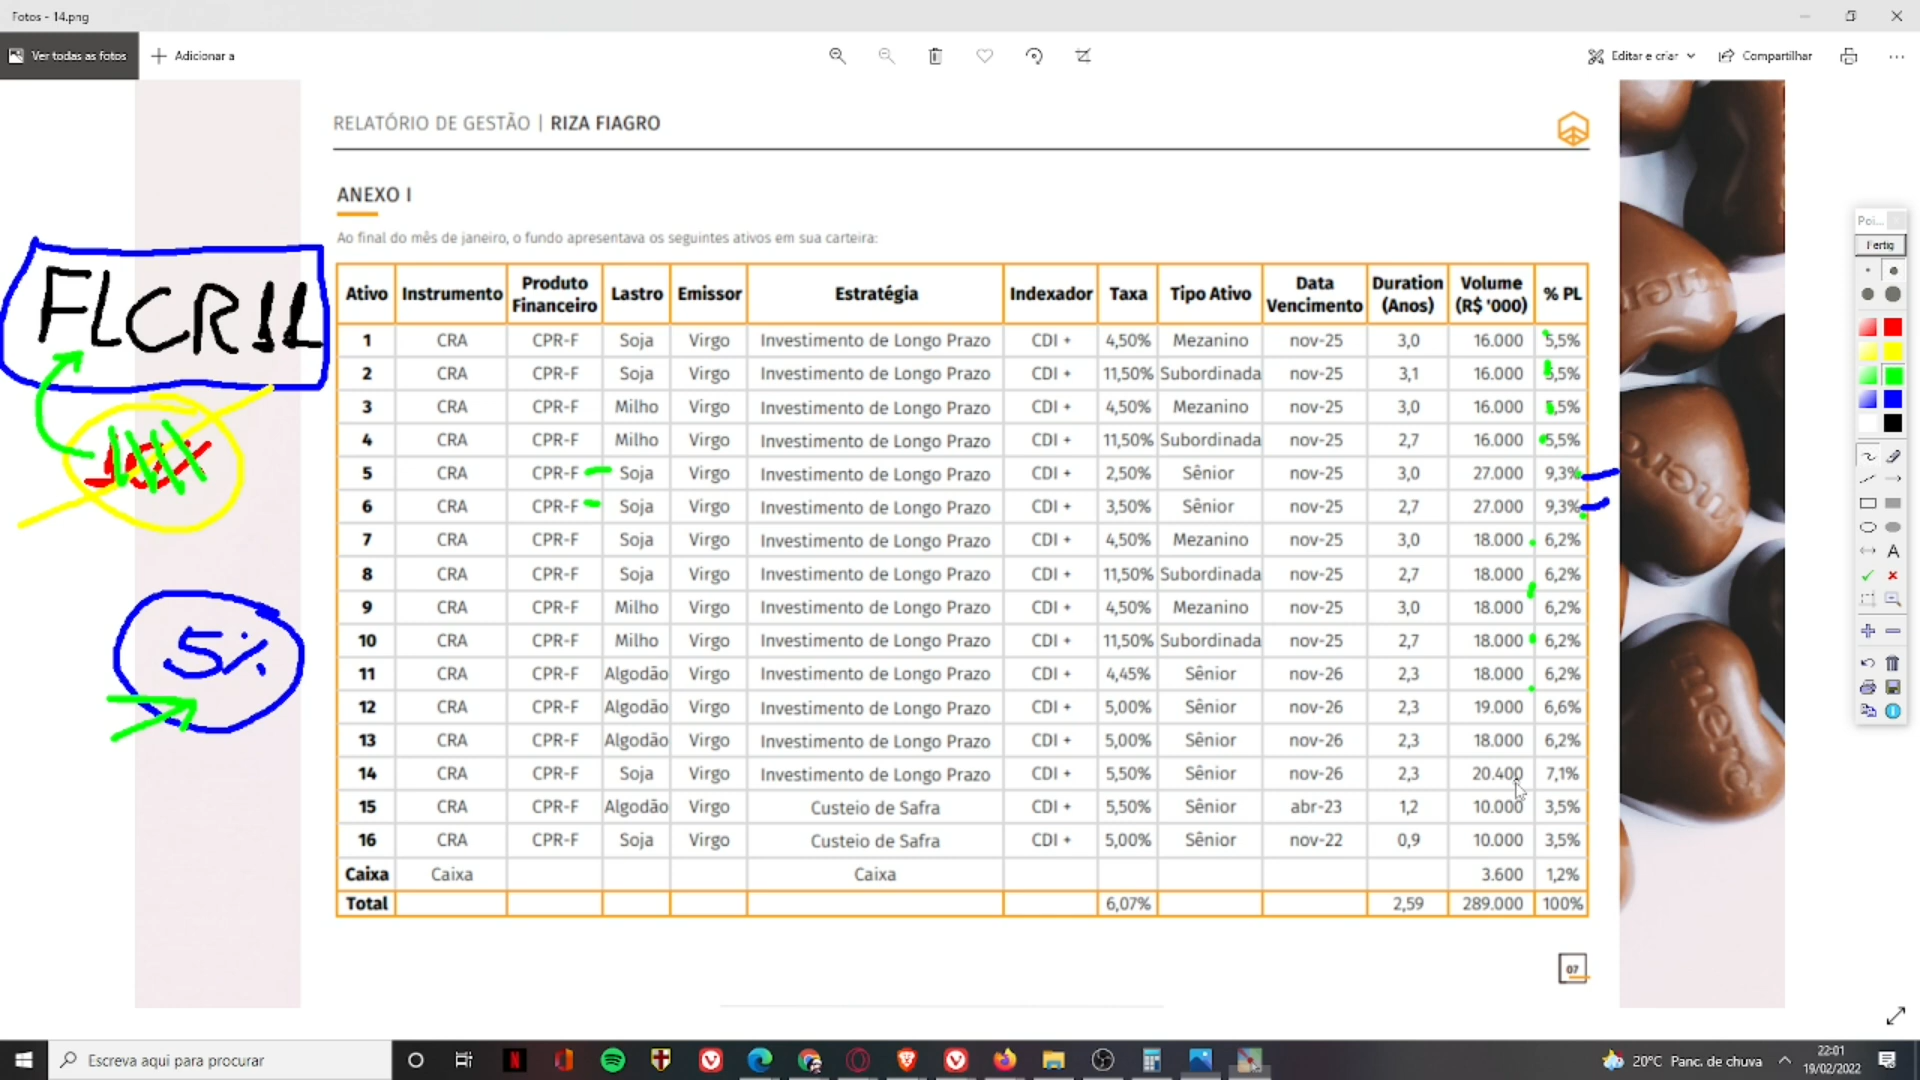 Fotos - 14.png
Ver todas as fotos
Adicionar a
Editar e criar
Compartilhar
RELATÓRIO DE GESTÃO | RIZA FIAGRO
ANEXO I
Ao final do mês de janeiro, o fundo apresentava os seguintes ativos em sua carteira:
Ativo Instrumento Produto Financeiro Lastro Emissor Estratégia Indexador Taxa Tipo Ativo Data Vencimento Duration (Anos) Volume (R$ '000) % PL
1 CRA CPR-F Soja Virgo Investimento de Longo Prazo CDI + 4,50% Mezanino nov-25 3,0 16.000 5,5%
2 CRA CPR-F Soja Virgo Investimento de Longo Prazo CDI + 11,50% Subordinada nov-25 3,1 16.000 5,5%
3 CRA CPR-F Milho Virgo Investimento de Longo Prazo CDI + 4,50% Mezanino nov-25 3,0 16.000 5,5%
4 CRA CPR-F Milho Virgo Investimento de Longo Prazo CDI + 11,50% Subordinada nov-25 2,7 16.000 5,5%
5 CRA CPR-F Soja Virgo Investimento de Longo Prazo CDI + 2,50% Sênior nov-25 3,0 27.000 9,3%
6 CRA CPR-F Soja Virgo Investimento de Longo Prazo CDI + 3,50% Sênior nov-25 2,7 27.000 9,3%
7 CRA CPR-F Soja Virgo Investimento de Longo Prazo CDI + 4,50% Mezanino nov-25 3,0 18.000 6,2%
8 CRA CPR-F Soja Virgo Investimento de Longo Prazo CDI + 11,50% Subordinada nov-25 2,7 18.000 6,2%
9 CRA CPR-F Milho Virgo Investimento de Longo Prazo CDI + 4,50% Mezanino nov-25 3,0 18.000 6,2%
10 CRA CPR-F Milho Virgo Investimento de Longo Prazo CDI + 11,50% Subordinada nov-25 2,7 18.000 6,2%
11 CRA CPR-F Algodão Virgo Investimento de Longo Prazo CDI + 4,45% Sênior nov-26 2,3 18.000 6,2%
12 CRA CPR-F Algodão Virgo Investimento de Longo Prazo CDI + 5,00% Sênior nov-26 2,3 19.000 6,6%
13 CRA CPR-F Algodão Virgo Investimento de Longo Prazo CDI + 5,00% Sênior nov-26 2,3 18.000 6,2%
14 CRA CPR-F Soja Virgo Investimento de Longo Prazo CDI + 5,50% Sênior nov-26 2,3 20.400 7,1%
15 CRA CPR-F Algodão Virgo Custeio de Safra CDI + 5,50% Sênior abr-23 1,2 10.000 3,5%
16 CRA CPR-F Soja Virgo Custeio de Safra CDI + 5,00% Sênior nov-22 0,9 10.000 3,5%
Caixa Caixa Caixa 3.600 1,2%
Total 6,07% 2,59 289.000 100%
07
FLCR11
5%
Poi...
Fertig
A
merci
merci
merci
Escreva aqui para procurar
20°C Panc. de chuva
22:01
19/02/2022